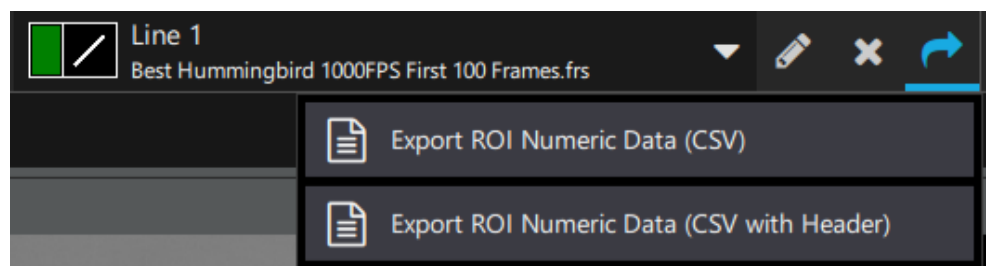 Line 1
Best Hummingbird 1000FPS First 100 Frames.frs
Export ROI Numeric Data (CSV)
Export ROI Numeric Data (CSV with Header)